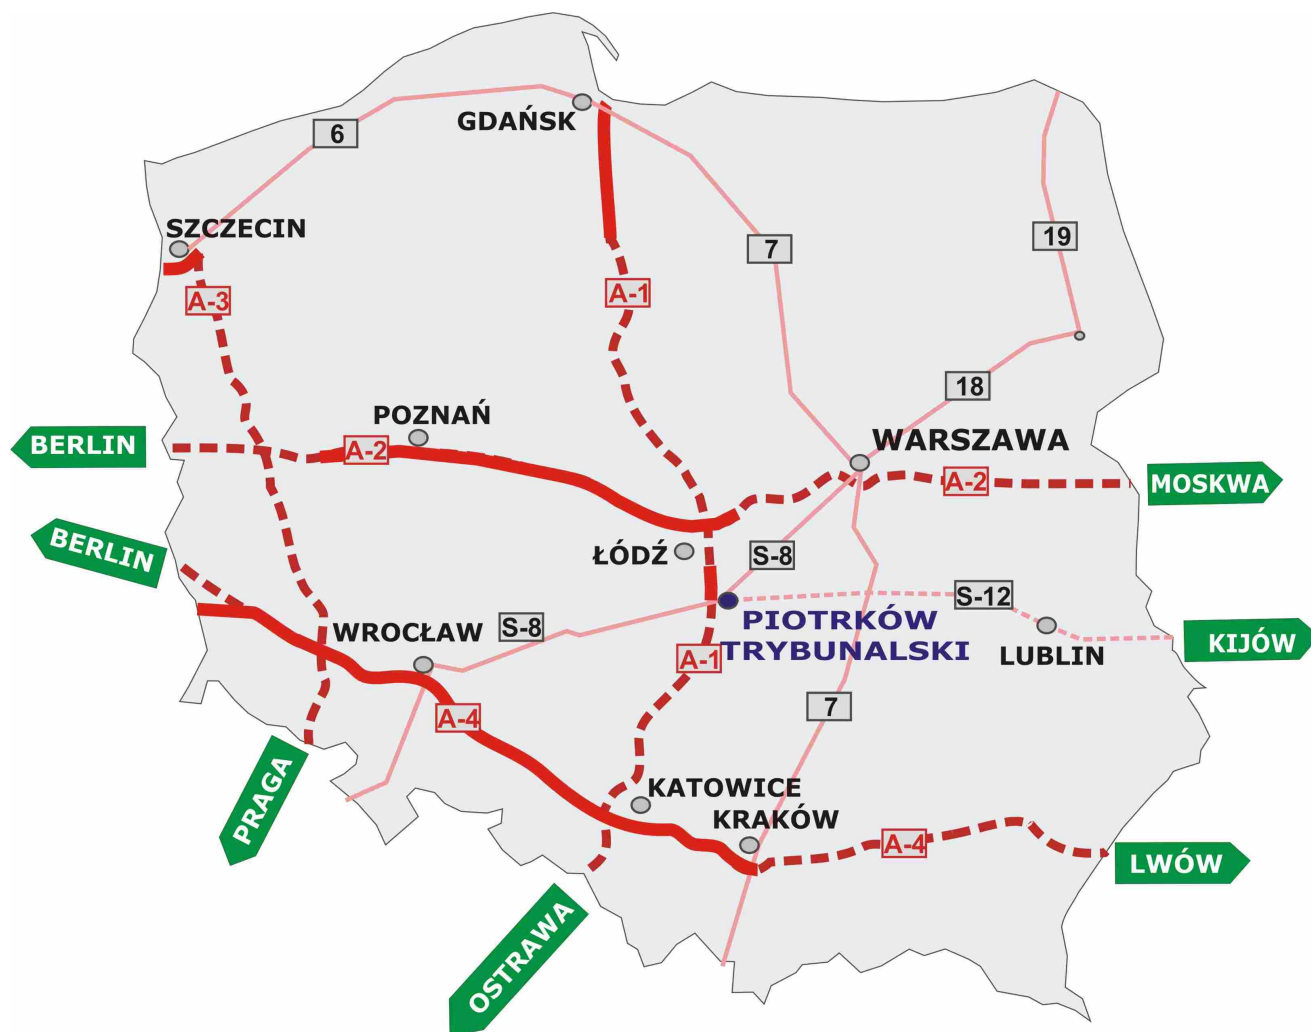 GDAŃSK
6
SZCZECIN
7
19
A-3
A-1
18
POZNAŃ
BERLIN
A-2
WARSZAWA
A-2
MOSKWA
BERLIN
ŁÓDŹ
S-8
S-12
PIOTRKÓW
TRYBUNALSKI
WROCŁAW
S-8
A-1
LUBLIN
KIJÓW
A-4
7
PRAGA
KATOWICE
KRAKÓW
A-4
LWÓW
OSTRAWA